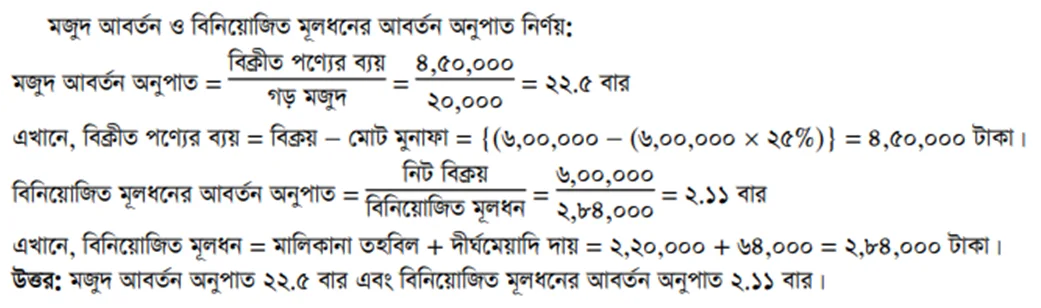 মজুদ আবর্তন ও বিনিয়োজিত মূলধনের আবর্তন অনুপাত নির্ণয়:
মজুদ আবর্তন অনুপাত = বিক্রীত পণ্যের ব্যয় / গড় মজুদ = ৪,৫০,০০০ / ২০,০০০ = ২২.৫ বার
এখানে, বিক্রীত পণ্যের ব্যয় = বিক্রয় – মোট মুনাফা = {(৬,০০,০০০ – (৬,০০,০০০ × ২৫%)} = ৪,৫০,০০০ টাকা।
বিনিয়োজিত মূলধনের আবর্তন অনুপাত = নিট বিক্রয় / বিনিয়োজিত মূলধন = ৬,০০,০০০ / ২,৮৪,০০০ = ২.১১ বার
এখানে, বিনিয়োজিত মূলধন = মালিকানা তহবিল + দীর্ঘমেয়াদি দায় = ২,২০,০০০ + ৬৪,০০০ = ২,৮৪,০০০ টাকা।
উত্তর: মজুদ আবর্তন অনুপাত ২২.৫ বার এবং বিনিয়োজিত মূলধনের আবর্তন অনুপাত ২.১১ বার।